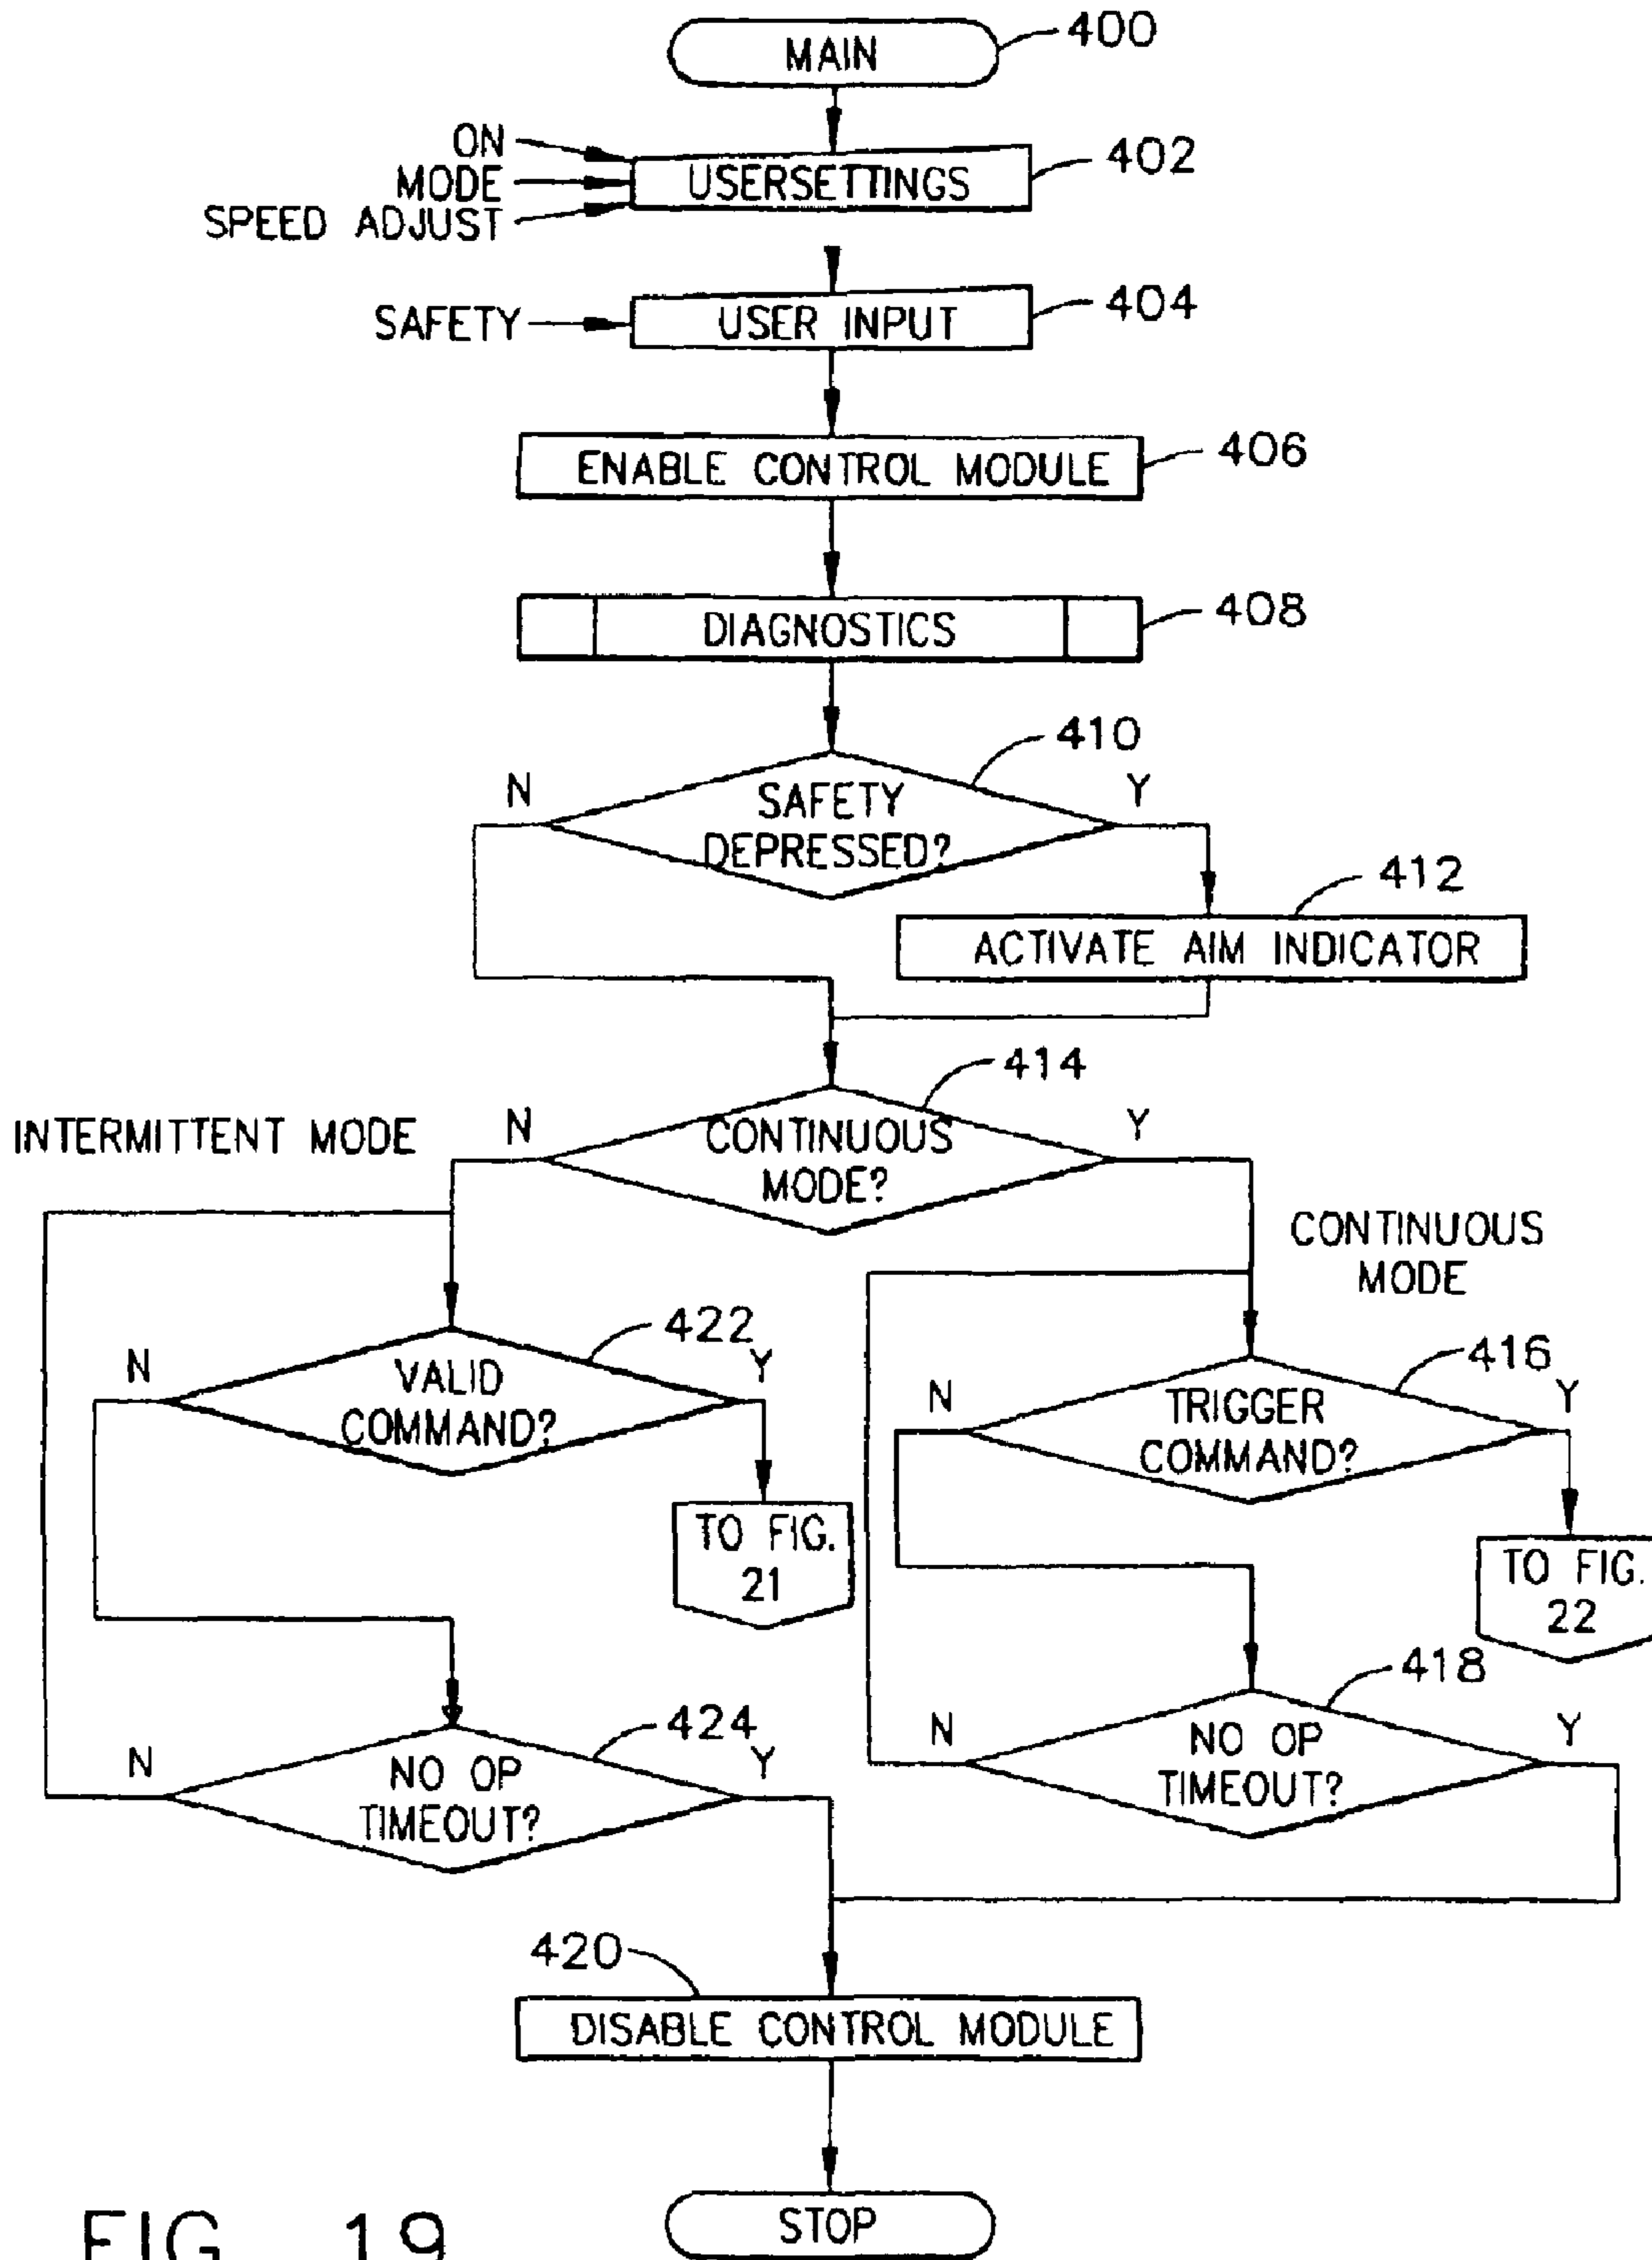 MAIN
400
ON
MODE
SPEED ADJUST
USERSETTINGS
402
SAFETY
USER INPUT
404
ENABLE CONTROL MODULE
406
DIAGNOSTICS
408
410
N
Y
SAFETY
DEPRESSED?
412
ACTIVATE AIM INDICATOR
414
INTERMITTENT MODE
N
Y
CONTINUOUS
MODE?
CONTINUOUS
MODE
422
N
Y
VALID
COMMAND?
416
N
Y
TRIGGER
COMMAND?
TO FIG.
21
TO FIG.
22
418
424
N
Y
NO OP
TIMEOUT?
N
Y
NO OP
TIMEOUT?
420
DISABLE CONTROL MODULE
STOP
FIG. 19